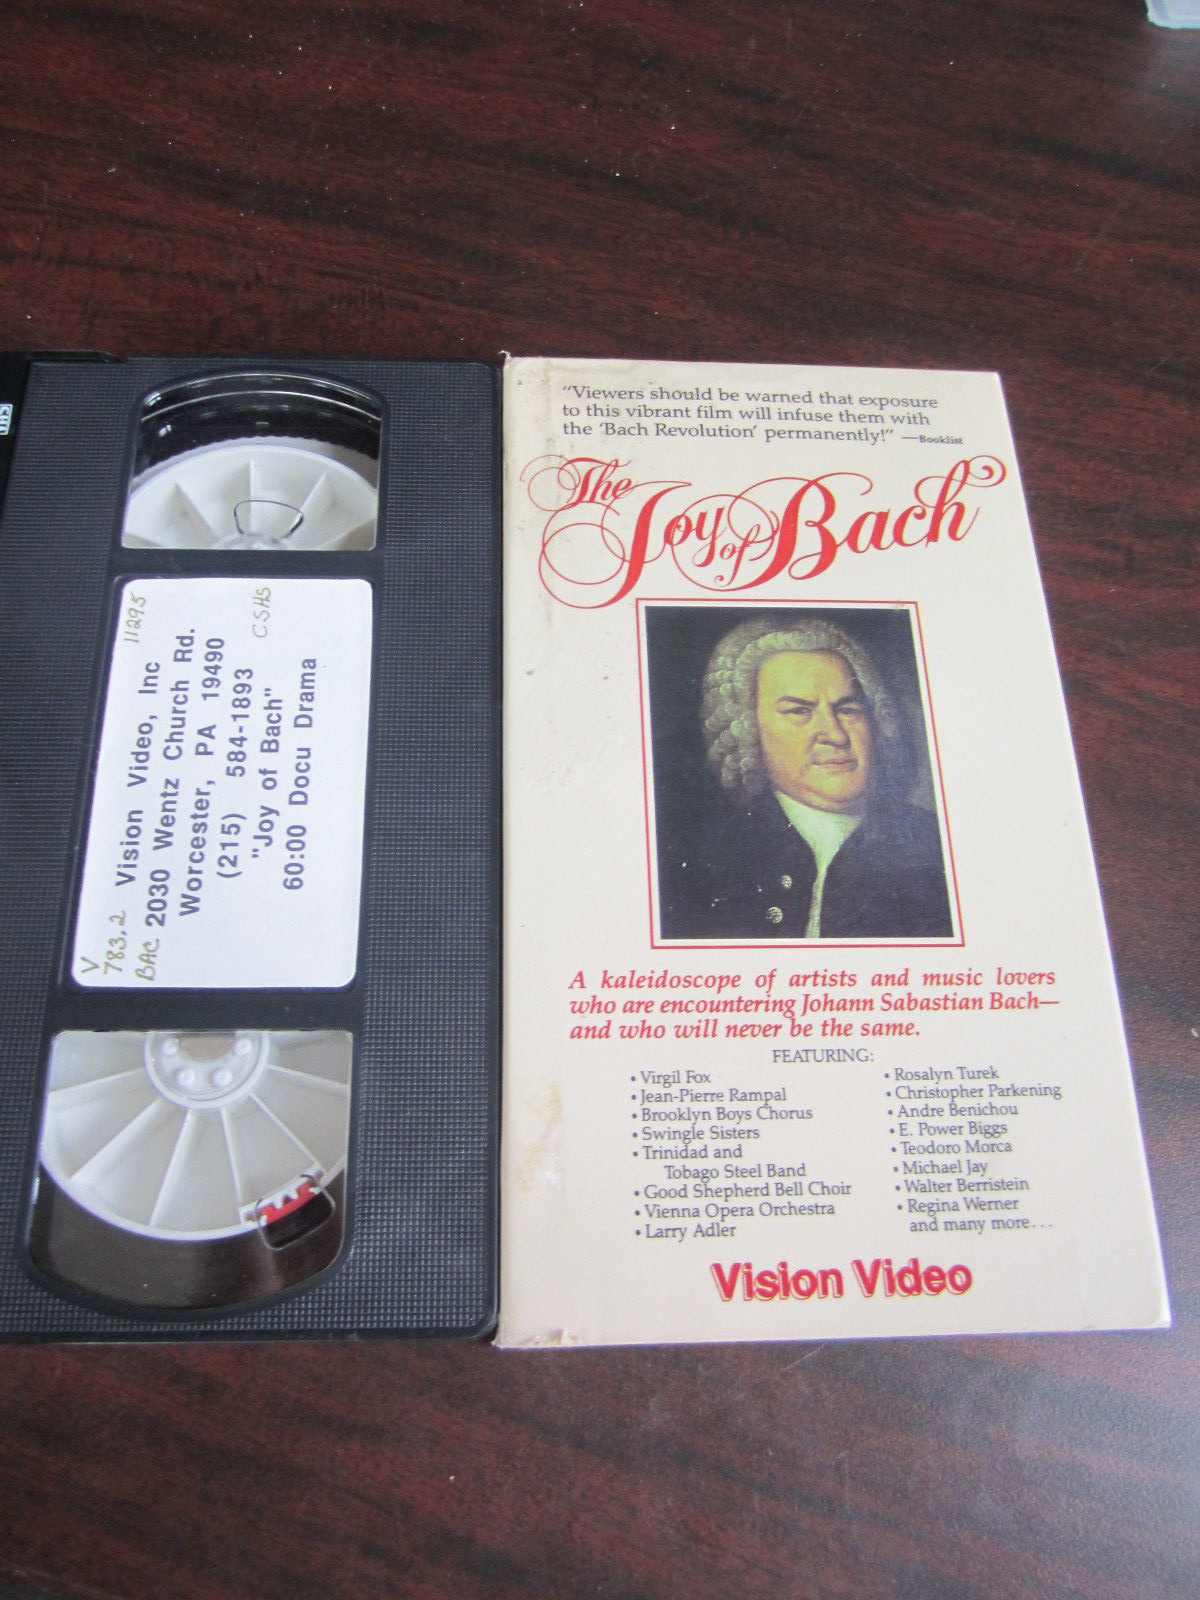 V
783.2
BAC
11295
CSHS
Vision Video, Inc
2030 Wentz Church Rd.
Worcester, PA 19490
(215) 584-1893
"Joy of Bach"
60:00 Docu Drama
“Viewers should be warned that exposure
to this vibrant film will infuse them with
the ‘Bach Revolution’ permanently!” —Booklist
The Joy of Bach
A kaleidoscope of artists and music lovers
who are encountering Johann Sabastian Bach—
and who will never be the same.
FEATURING:
• Virgil Fox
• Jean-Pierre Rampal
• Brooklyn Boys Chorus
• Swingle Sisters
• Trinidad and
Tobago Steel Band
• Good Shepherd Bell Choir
• Vienna Opera Orchestra
• Larry Adler
• Rosalyn Turek
• Christopher Parkening
• Andre Benichou
• E. Power Biggs
• Teodoro Morca
• Michael Jay
• Walter Berristein
• Regina Werner
and many more...
Vision Video